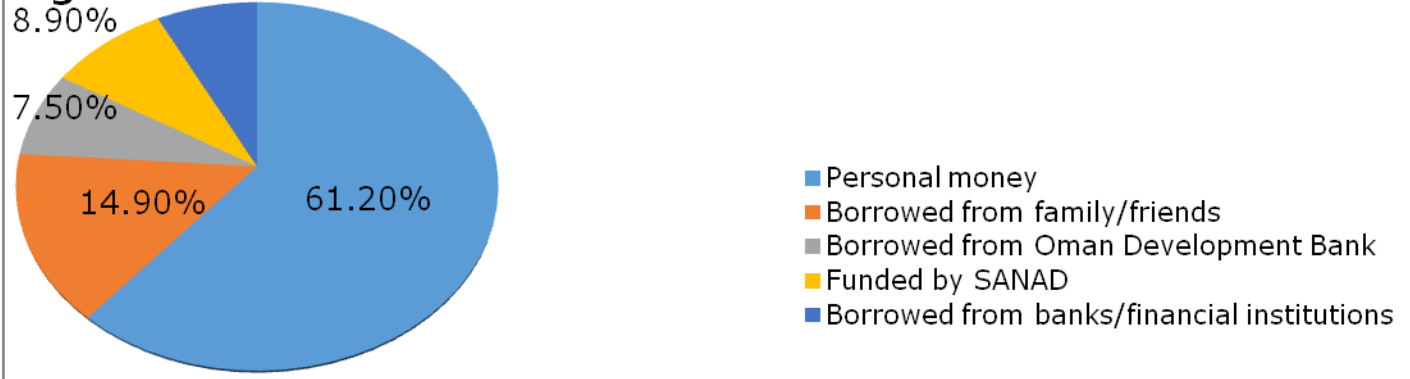 8.90%
7.50%
14.90%
61.20%
Personal money
Borrowed from family/friends
Borrowed from Oman Development Bank
Funded by SANAD
Borrowed from banks/financial institutions